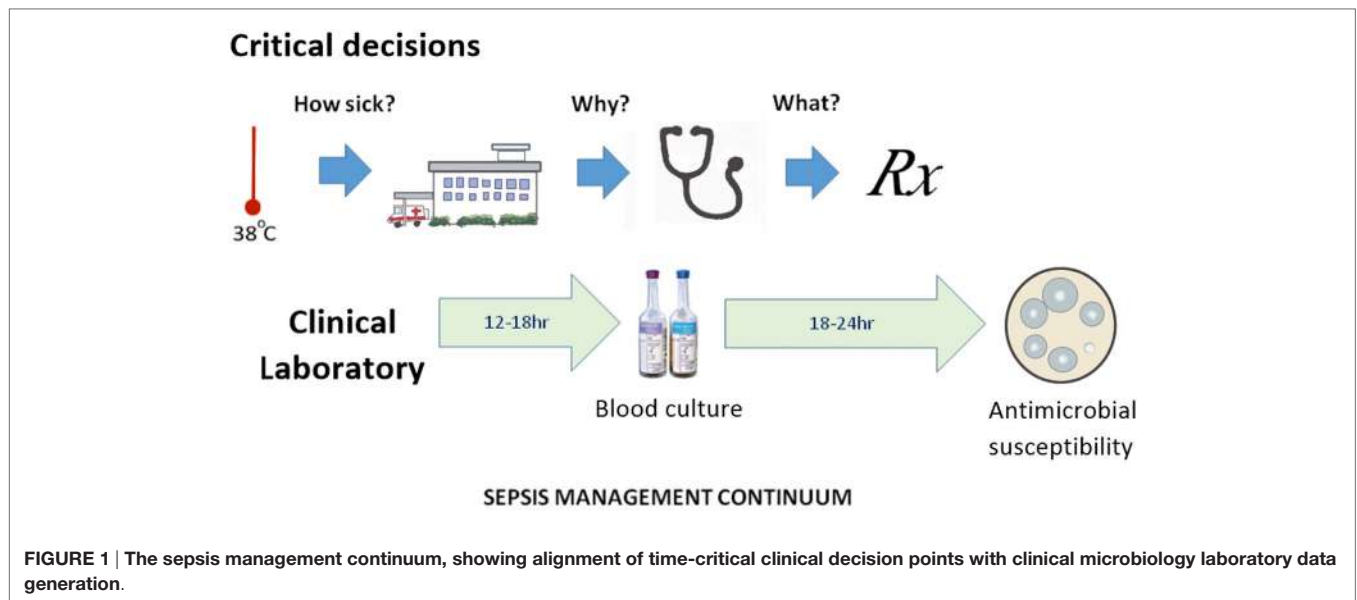 Critical decisions
How sick?
Why?
What?
38°C
Rx
Clinical
Laboratory
12-18hr
18-24hr
Blood culture
Antimicrobial
susceptibility
SEPSIS MANAGEMENT CONTINUUM
FIGURE 1 | The sepsis management continuum, showing alignment of time-critical clinical decision points with clinical microbiology laboratory data
generation.